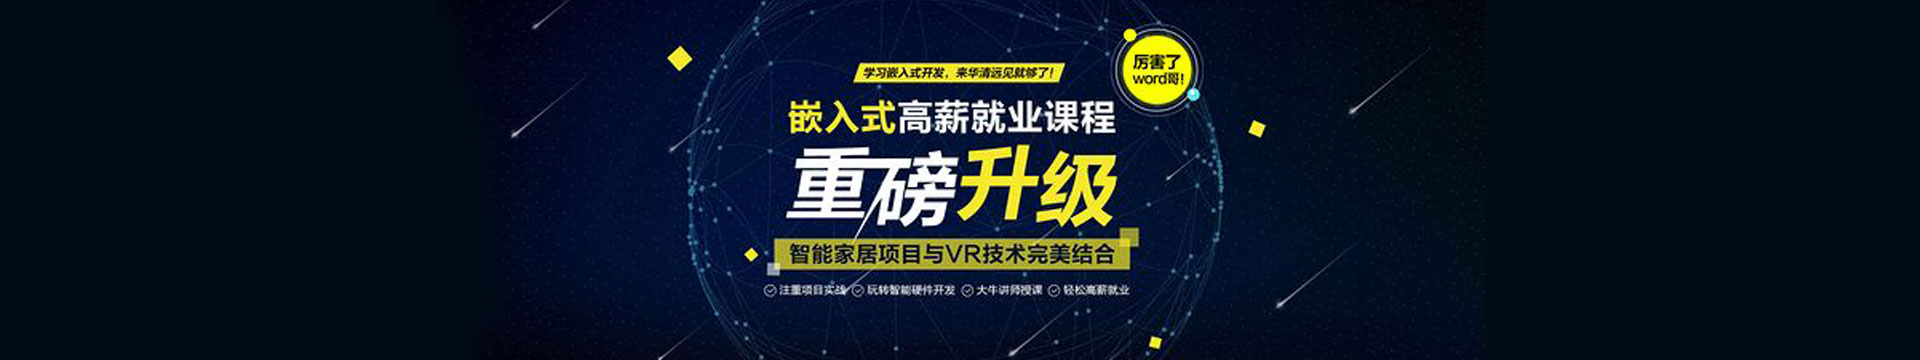 学习嵌入式开发，来华清远见就够了！
厉害了
word哥！
嵌入式高薪就业课程
重磅升级
智能家居项目与VR技术完美结合
注重项目实战 玩转智能硬件开发 大牛讲师授课 轻松高薪就业